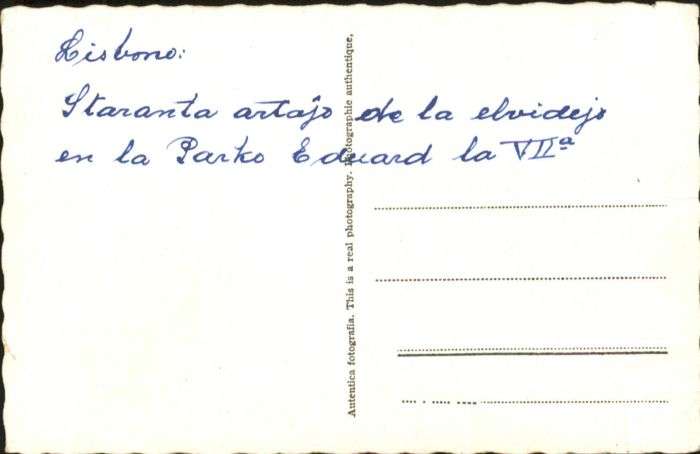 Lisbono:
Staranta artaĵo de la elvidejo
en la Parko Eduard la VIIª
Autentica fotografia. This is a real photography. Photographie authentique.